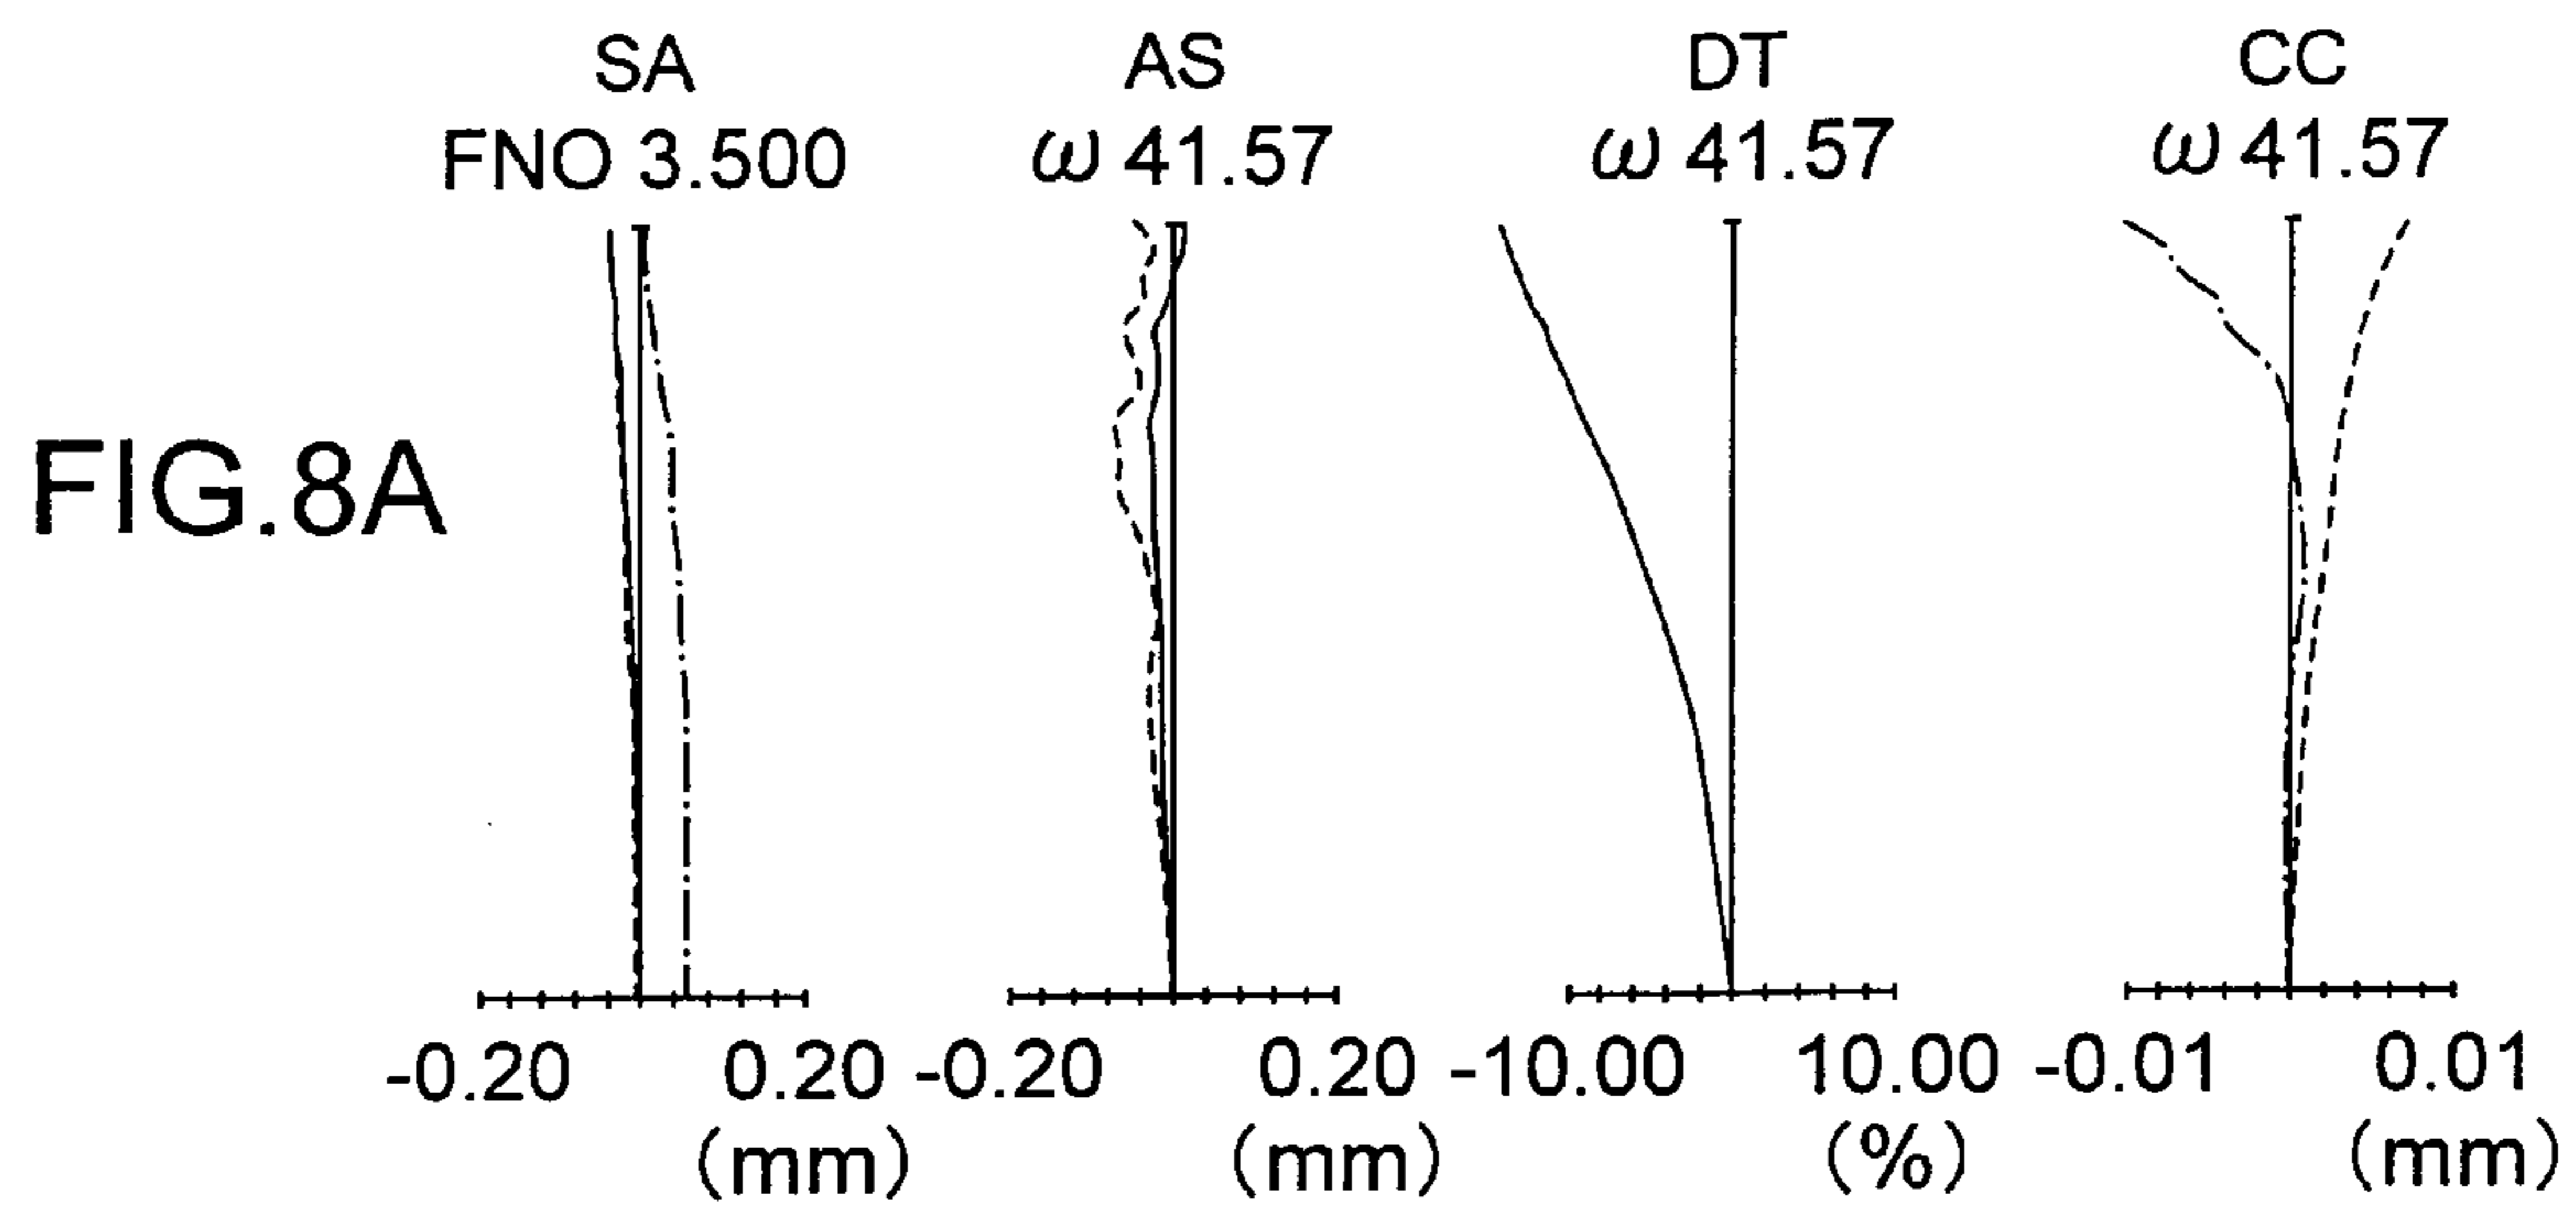 SA AS DT CC
FNO 3.500 ω 41.57 ω 41.57 ω 41.57
FIG.8A
-0.20 0.20 -0.20 0.20 -10.00 10.00 -0.01 0.01
(mm) (mm) (%) (mm)